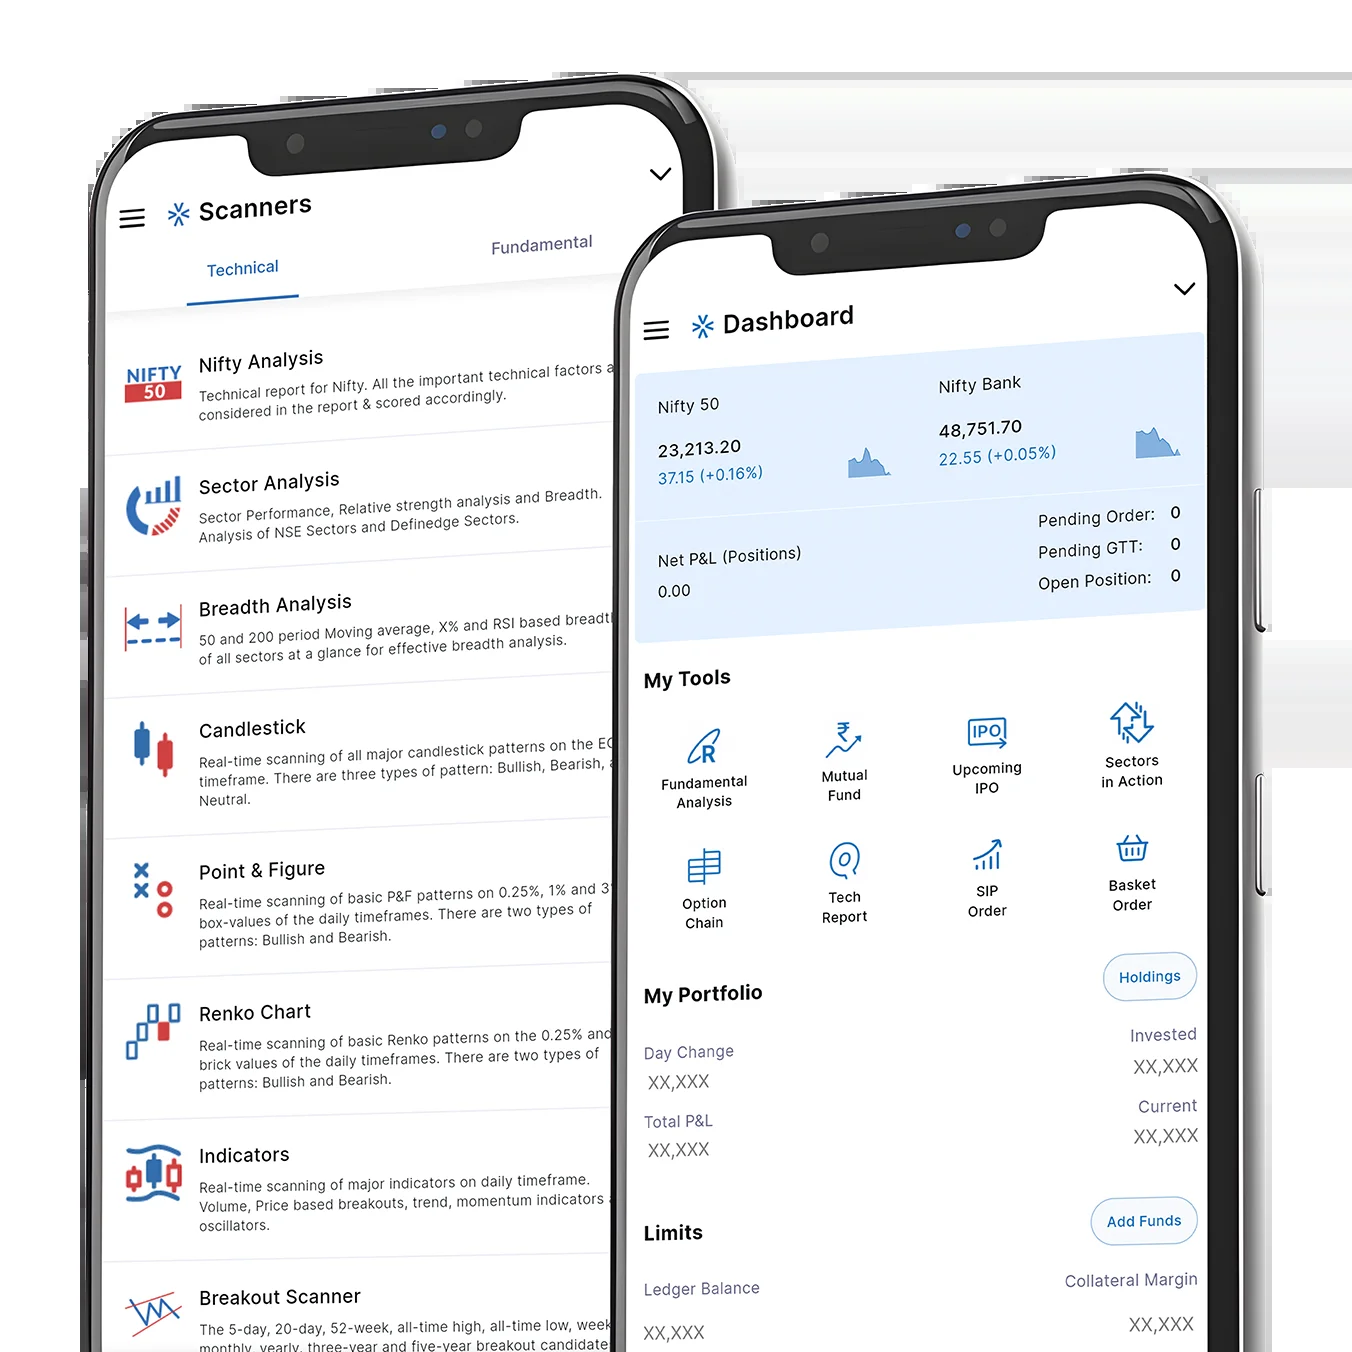 Scanners
Technical
Fundamental
NIFTY
50
Nifty Analysis
Technical report for Nifty. All the important technical factors a
considered in the report & scored accordingly.
Sector Analysis
Sector Performance, Relative strength analysis and Breadth.
Analysis of NSE Sectors and Definedge Sectors.
Breadth Analysis
50 and 200 period Moving average, X% and RSI based breadth
of all sectors at a glance for effective breadth analysis.
Candlestick
Real-time scanning of all major candlestick patterns on the EO
timeframe. There are three types of pattern: Bullish, Bearish,
Neutral.
Point & Figure
Real-time scanning of basic P&F patterns on 0.25%, 1% and 3
box-values of the daily timeframes. There are two types of
patterns: Bullish and Bearish.
Renko Chart
Real-time scanning of basic Renko patterns on the 0.25% and
brick values of the daily timeframes. There are two types of
patterns: Bullish and Bearish.
Indicators
Real-time scanning of major indicators on daily timeframe.
Volume, Price based breakouts, trend, momentum indicators
oscillators.
Breakout Scanner
The 5-day, 20-day, 52-week, all-time high, all-time low, week
monthly, yearly, three-year and five-year breakout candidate
Dashboard
Nifty 50
23,213.20
37.15 (+0.16%)
Nifty Bank
48,751.70
22.55 (+0.05%)
Net P&L (Positions)
0.00
Pending Order: 0
Pending GTT: 0
Open Position: 0
My Tools
R
Fundamental
Analysis
₹
Mutual
Fund
IPO
Upcoming
IPO
Sectors
in Action
Option
Chain
Tech
Report
SIP
Order
Basket
Order
My Portfolio
Holdings
Day Change
XX,XXX
Invested
XX,XXX
Total P&L
XX,XXX
Current
XX,XXX
Limits
Add Funds
Ledger Balance
XX,XXX
Collateral Margin
XX,XXX